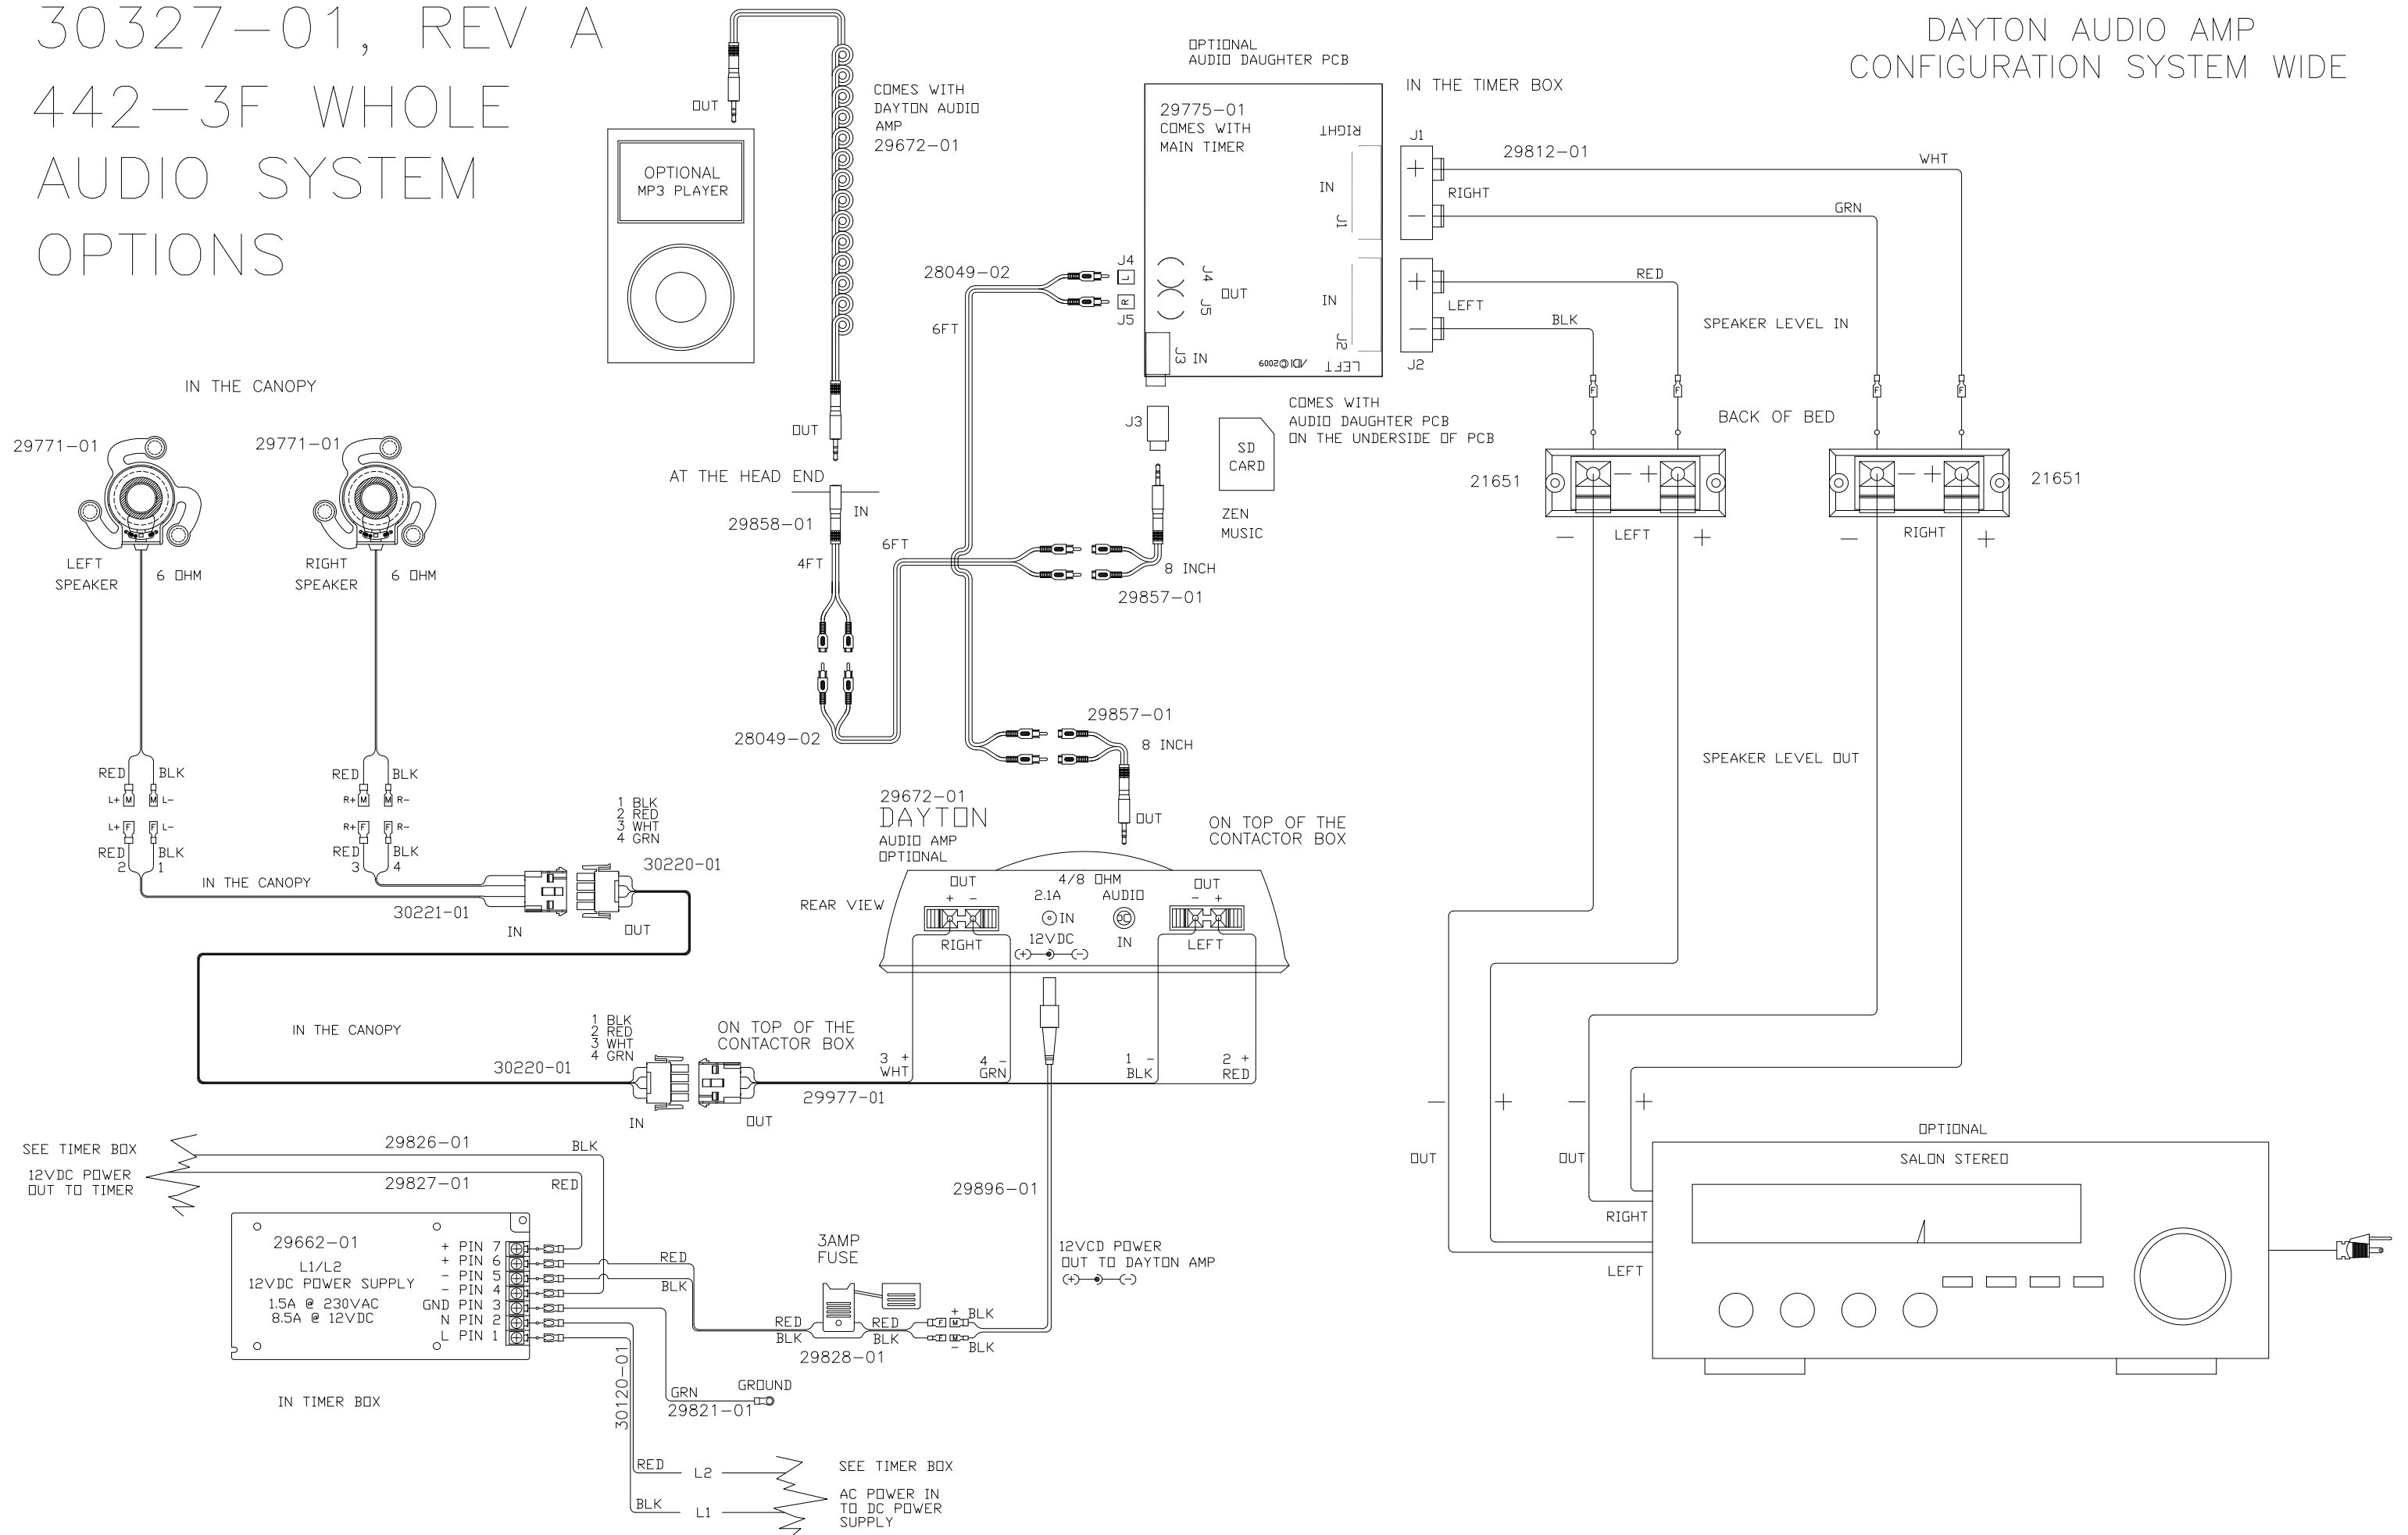 30327-01, REV A
442-3F WHOLE
AUDIO SYSTEM
OPTIONS
DAYTON AUDIO AMP
CONFIGURATION SYSTEM WIDE
OUT
OPTIONAL
MP3 PLAYER
COMES WITH
DAYTON AUDIO
AMP
29672-01
OUT
AT THE HEAD END
IN
29858-01
4FT
28049-02
6FT
OPTIONAL
AUDIO DAUGHTER PCB
IN THE TIMER BOX
29775-01
COMES WITH
MAIN TIMER
RIGHT
IN
J1
J4
J5
OUT
IN
J2
J3 IN
ADI©2009
LEFT
28049-02
6FT
J4
L
R
J5
J3
COMES WITH
AUDIO DAUGHTER PCB
ON THE UNDERSIDE OF PCB
SD
CARD
ZEN
MUSIC
8 INCH
29857-01
J1
+
RIGHT
-
+
LEFT
-
J2
29812-01
WHT
GRN
RED
BLK
SPEAKER LEVEL IN
F
F
F
F
BACK OF BED
21651
- +
- +
21651
- LEFT +
- RIGHT +
SPEAKER LEVEL OUT
IN THE CANOPY
29771-01
29771-01
LEFT
SPEAKER
6 OHM
RIGHT
SPEAKER
6 OHM
RED BLK
L+ M M L-
L+ F F L-
RED BLK
2 1
RED BLK
R+ M M R-
R+ F F R-
RED BLK
3 4
IN THE CANOPY
30221-01
IN
1 BLK
2 RED
3 WHT
4 GRN
30220-01
OUT
29857-01
8 INCH
OUT
29672-01
DAYTON
AUDIO AMP
OPTIONAL
ON TOP OF THE
CONTACTOR BOX
REAR VIEW
OUT
+ -
RIGHT
4/8 OHM
2.1A AUDIO
IN
12VDC
(+) (-)
IN
OUT
- +
LEFT
IN THE CANOPY
1 BLK
2 RED
3 WHT
4 GRN
30220-01
IN
ON TOP OF THE
CONTACTOR BOX
OUT
29977-01
3 +
WHT
4 -
GRN
1 -
BLK
2 +
RED
SEE TIMER BOX
12VDC POWER
OUT TO TIMER
29826-01
BLK
29827-01
RED
29662-01
L1/L2
12VDC POWER SUPPLY
1.5A @ 230VAC
8.5A @ 12VDC
+ PIN 7
+ PIN 6
- PIN 5
- PIN 4
GND PIN 3
N PIN 2
L PIN 1
IN TIMER BOX
RED
BLK
3AMP
FUSE
RED
BLK
RED
BLK
29828-01
F M
F M
+ BLK
- BLK
29896-01
12VCD POWER
OUT TO DAYTON AMP
(+) (-)
GRN
29821-01
GROUND
30120-01
RED
L2
BLK
L1
SEE TIMER BOX
AC POWER IN
TO DC POWER
SUPPLY
- + - +
OUT
OUT
RIGHT
LEFT
OPTIONAL
SALON STEREO